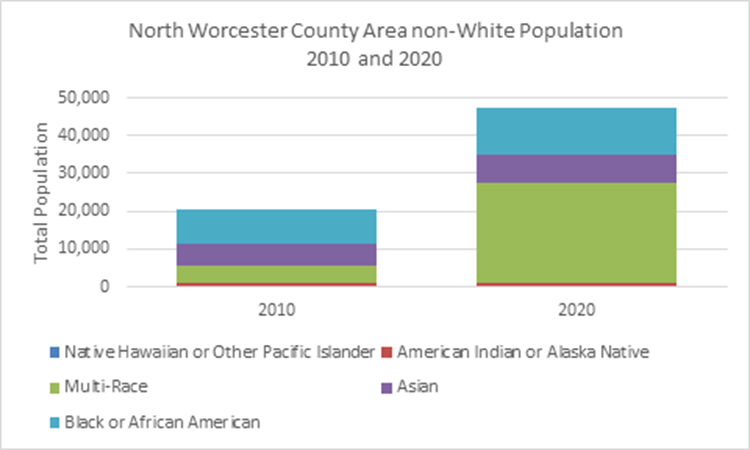 North Worcester County Area non-White Population
2010 and 2020
Total Population
50,000
40,000
30,000
20,000
10,000
0
2010 2020
Native Hawaiian or Other Pacific Islander American Indian or Alaska Native
Multi-Race Asian
Black or African American